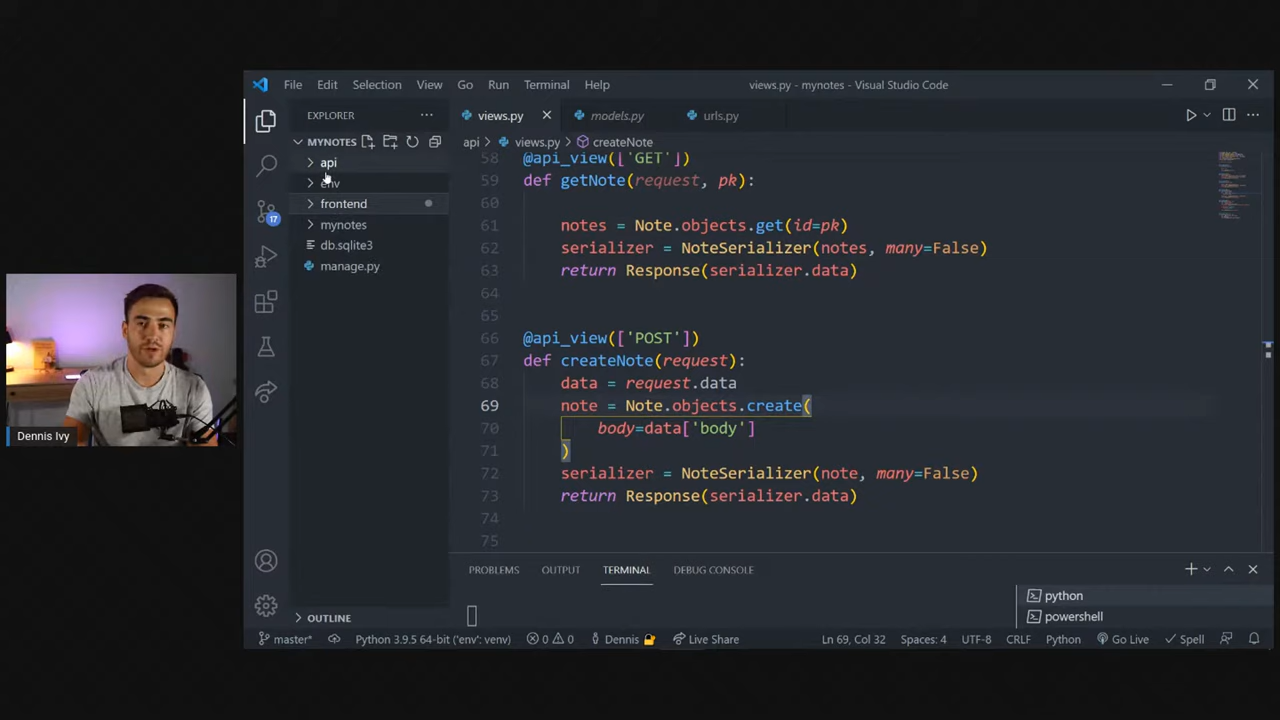 File Edit Selection View Go Run Terminal Help views.py - mynotes - Visual Studio Code
EXPLORER
views.py models.py urls.py
MYNOTES
api > views.py > createNote
api
env
frontend
mynotes
db.sqlite3
manage.py
17
58 @api_view(['GET'])
59 def getNote(request, pk):
60
61 notes = Note.objects.get(id=pk)
62 serializer = NoteSerializer(notes, many=False)
63 return Response(serializer.data)
64
65
66 @api_view(['POST'])
67 def createNote(request):
68 data = request.data
69 note = Note.objects.create(
70 body=data['body']
71 )
72 serializer = NoteSerializer(note, many=False)
73 return Response(serializer.data)
74
75
Dennis Ivy
PROBLEMS OUTPUT TERMINAL DEBUG CONSOLE
python
powershell
OUTLINE
master* Python 3.9.5 64-bit ('env': venv) 0 0 Dennis Live Share Ln 69, Col 32 Spaces: 4 UTF-8 CRLF Python Go Live Spell